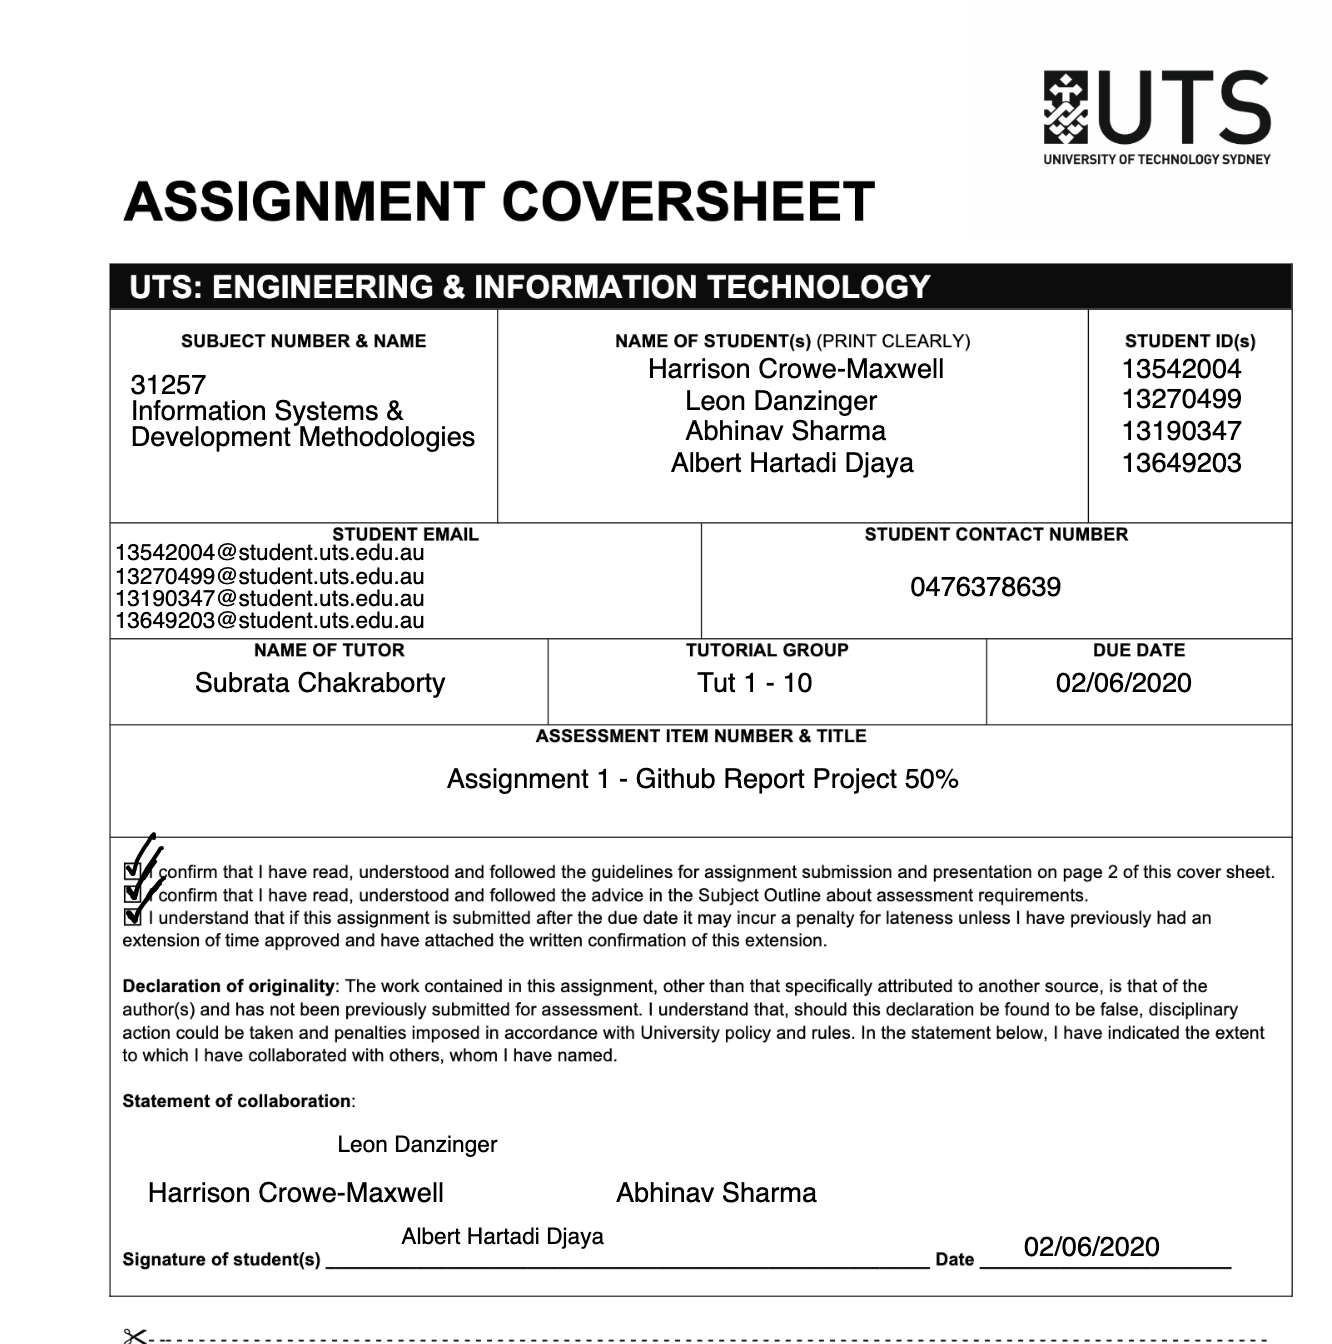 UTS
UNIVERSITY OF TECHNOLOGY SYDNEY
ASSIGNMENT COVERSHEET
UTS: ENGINEERING & INFORMATION TECHNOLOGY
SUBJECT NUMBER & NAME
31257
Information Systems &
Development Methodologies
NAME OF STUDENT(s) (PRINT CLEARLY)
Harrison Crowe-Maxwell
Leon Danzinger
Abhinav Sharma
Albert Hartadi Djaya
STUDENT ID(s)
13542004
13270499
13190347
13649203
STUDENT EMAIL
13542004@student.uts.edu.au
13270499@student.uts.edu.au
13190347@student.uts.edu.au
13649203@student.uts.edu.au
STUDENT CONTACT NUMBER
0476378639
NAME OF TUTOR
Subrata Chakraborty
TUTORIAL GROUP
Tut 1 - 10
DUE DATE
02/06/2020
ASSESSMENT ITEM NUMBER & TITLE
Assignment 1 - Github Report Project 50%
I confirm that I have read, understood and followed the guidelines for assignment submission and presentation on page 2 of this cover sheet.
I confirm that I have read, understood and followed the advice in the Subject Outline about assessment requirements.
I understand that if this assignment is submitted after the due date it may incur a penalty for lateness unless I have previously had an
extension of time approved and have attached the written confirmation of this extension.
Declaration of originality: The work contained in this assignment, other than that specifically attributed to another source, is that of the
author(s) and has not been previously submitted for assessment. I understand that, should this declaration be found to be false, disciplinary
action could be taken and penalties imposed in accordance with University policy and rules. In the statement below, I have indicated the extent
to which I have collaborated with others, whom I have named.
Statement of collaboration:
Leon Danzinger
Harrison Crowe-Maxwell Abhinav Sharma
Albert Hartadi Djaya
Signature of student(s) Date 02/06/2020